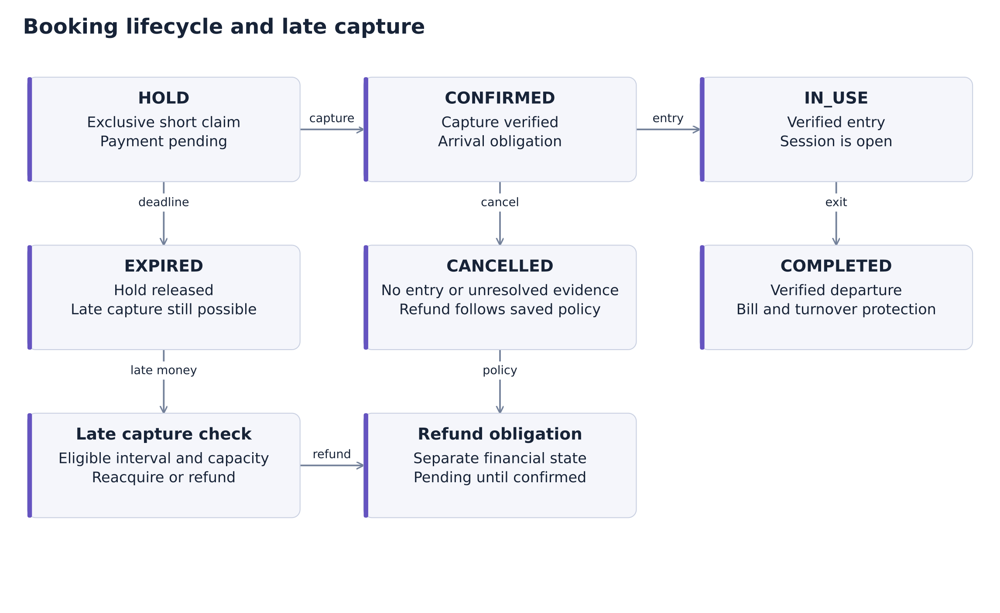 Booking lifecycle and late capture
HOLD
Exclusive short claim
Payment pending
capture
CONFIRMED
Capture verified
Arrival obligation
entry
IN_USE
Verified entry
Session is open
deadline
cancel
exit
EXPIRED
Hold released
Late capture still possible
CANCELLED
No entry or unresolved evidence
Refund follows saved policy
COMPLETED
Verified departure
Bill and turnover protection
late money
policy
Late capture check
Eligible interval and capacity
Reacquire or refund
refund
Refund obligation
Separate financial state
Pending until confirmed